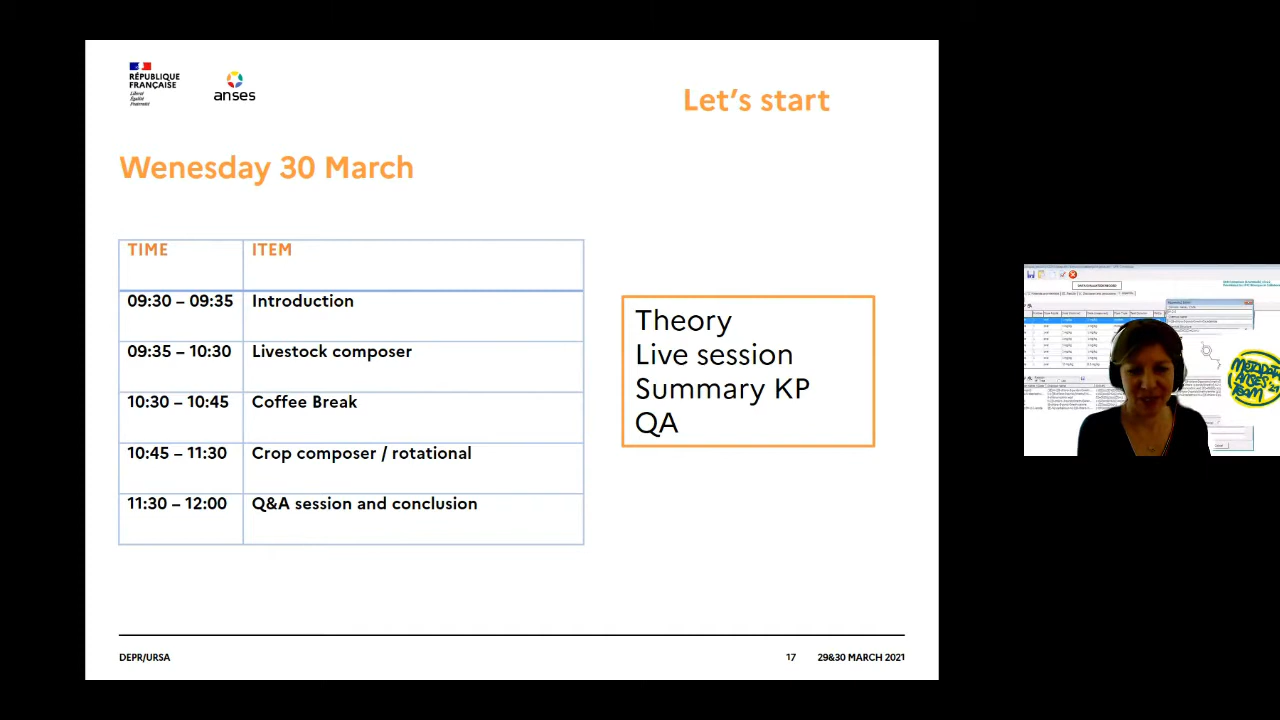 RÉPUBLIQUE
FRANÇAISE
Liberté
Égalité
Fraternité
anses
Let's start
Wenesday 30 March
TIME ITEM
09:30 – 09:35 Introduction
09:35 – 10:30 Livestock composer
10:30 – 10:45 Coffee Break
10:45 – 11:30 Crop composer / rotational
11:30 – 12:00 Q&A session and conclusion
Theory
Live session
Summary KP
QA
DEPR/URSA
17
29&30 MARCH 2021
METAPATH
ANSES
TEAM